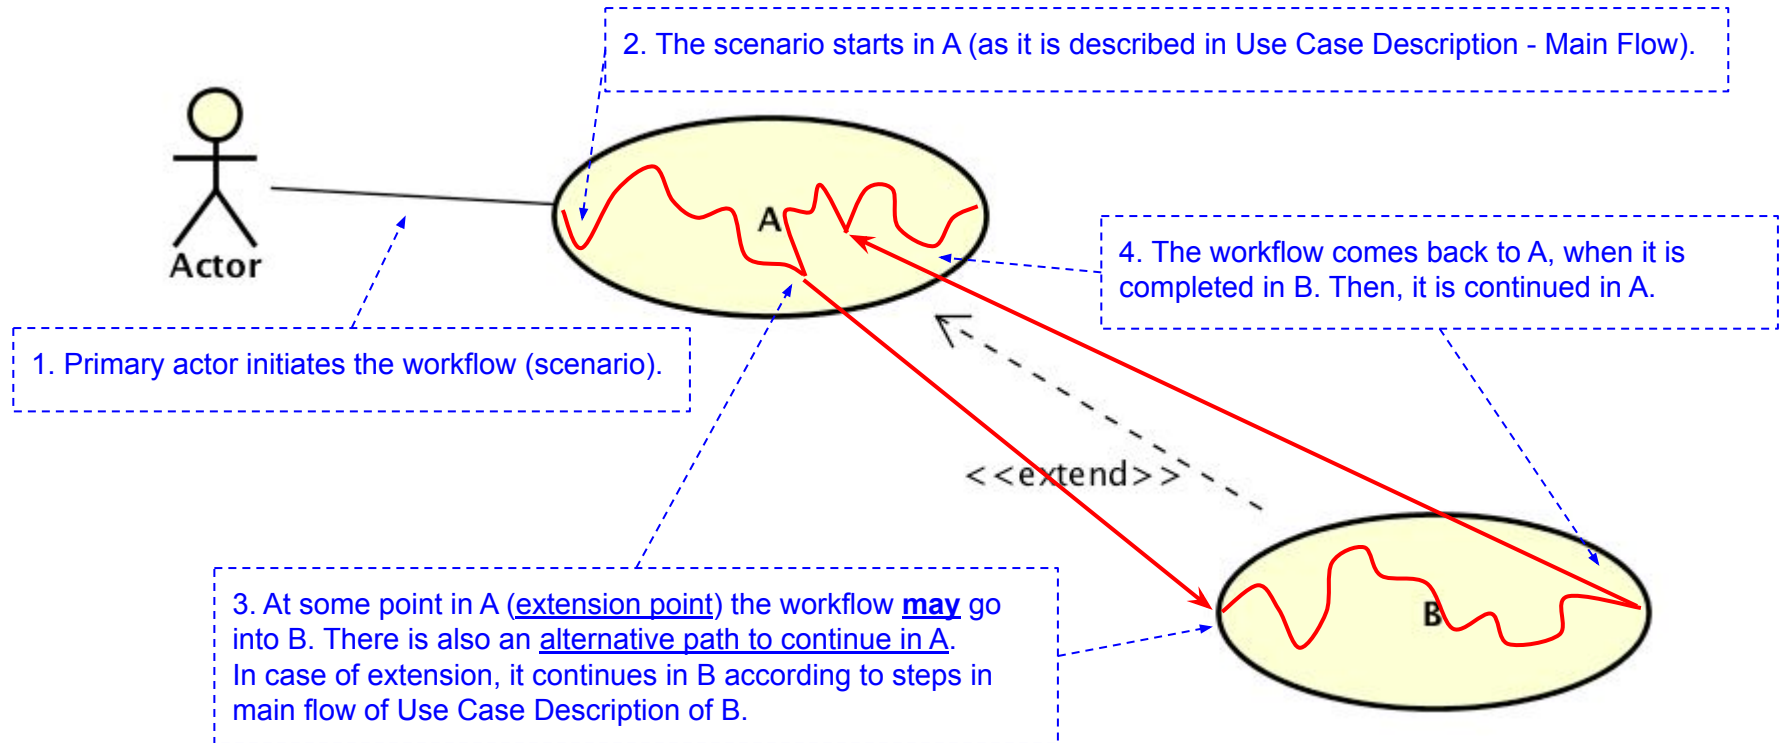 2. The scenario starts in A (as it is described in Use Case Description - Main Flow).
A
Actor
4. The workflow comes back to A, when it is
completed in B. Then, it is continued in A.
1. Primary actor initiates the workflow (scenario).
<<extend>>
3. At some point in A (extension point) the workflow may go
into B. There is also an alternative path to continue in A.
In case of extension, it continues in B according to steps in
main flow of Use Case Description of B.
B